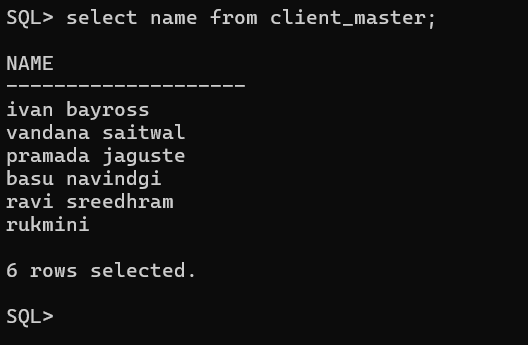 SQL> select name from client_master;
NAME
--------------------
ivan bayross
vandana saitwal
pramada jaguste
basu navindgi
ravi sreedhram
rukmini
6 rows selected.
SQL>